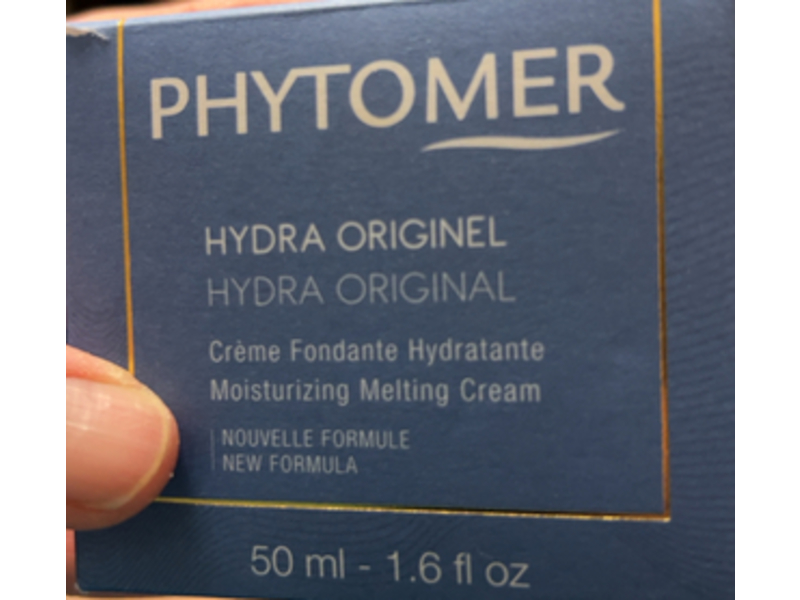 PHYTOMER
HYDRA ORIGINEL
HYDRA ORIGINAL
Crème Fondante Hydratante
Moisturizing Melting Cream
NOUVELLE FORMULE
NEW FORMULA
50 ml - 1.6 fl oz